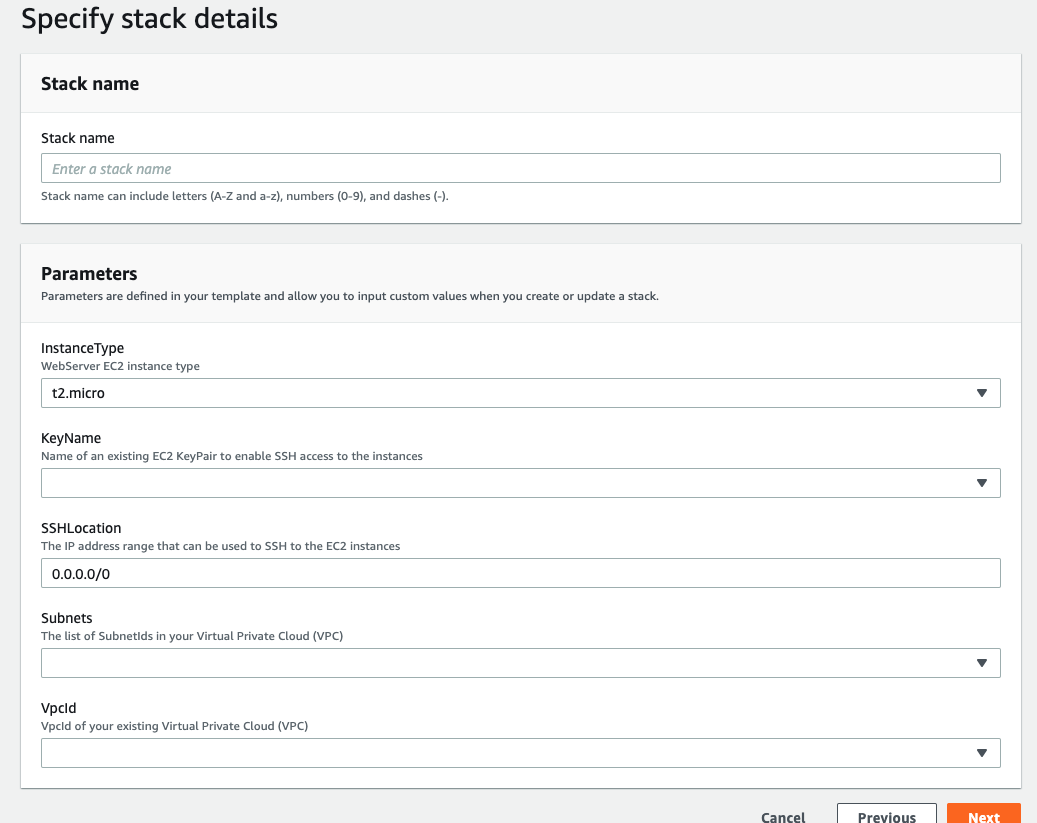 Specify stack details
Stack name
Stack name
Enter a stack name
Stack name can include letters (A-Z and a-z), numbers (0-9), and dashes (-).
Parameters
Parameters are defined in your template and allow you to input custom values when you create or update a stack.
InstanceType
WebServer EC2 instance type
t2.micro
KeyName
Name of an existing EC2 KeyPair to enable SSH access to the instances
SSHLocation
The IP address range that can be used to SSH to the EC2 instances
0.0.0.0/0
Subnets
The list of SubnetIds in your Virtual Private Cloud (VPC)
VpcId
VpcId of your existing Virtual Private Cloud (VPC)
Cancel Previous Next